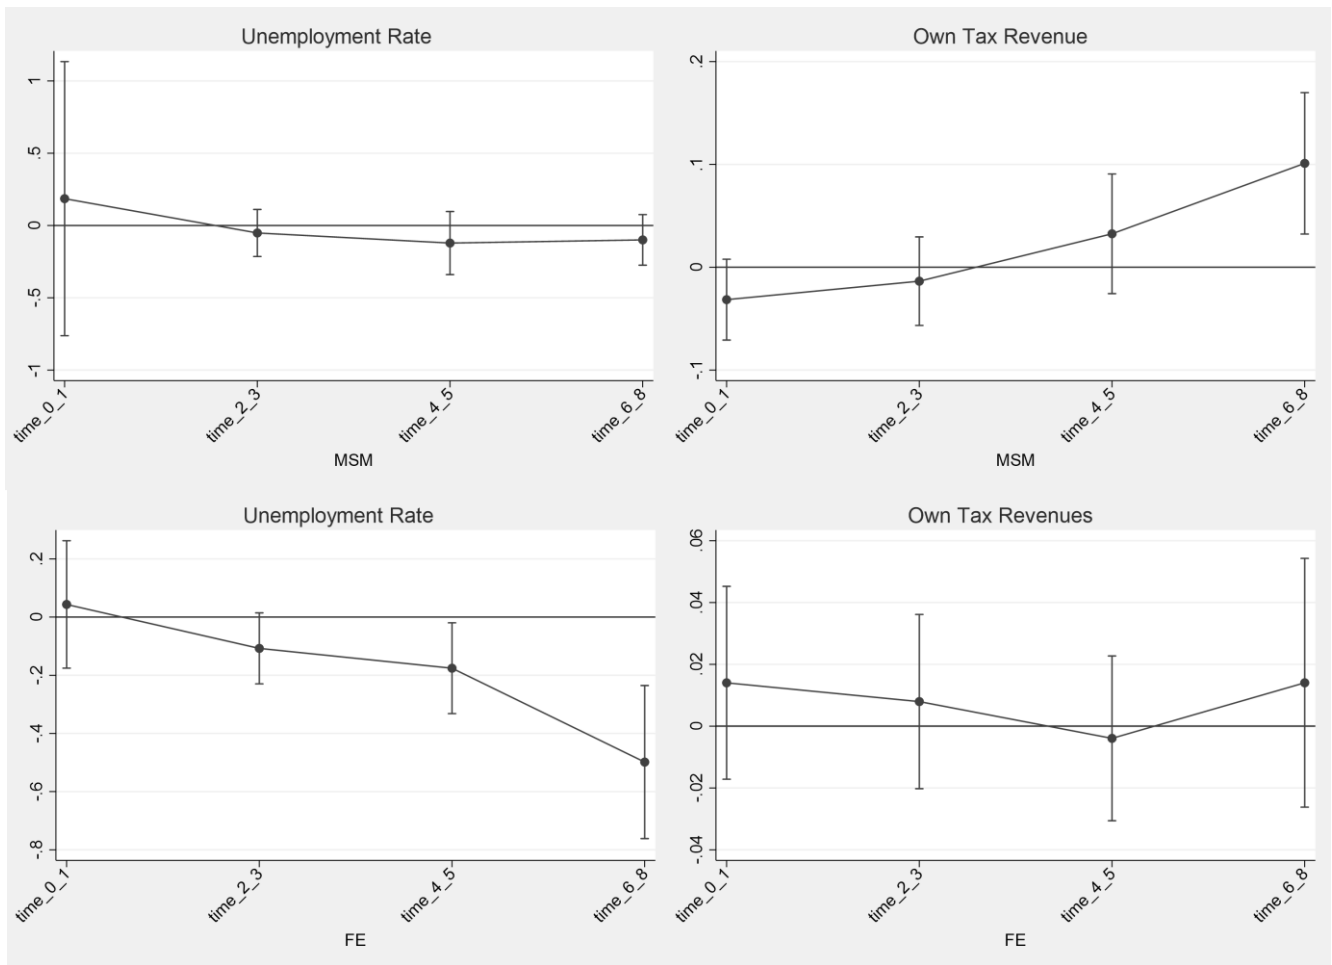 Unemployment Rate
1
.5
0
-.5
-1
time_0_1
time_2_3
time_4_5
time_6_8
MSM
Own Tax Revenue
.2
.1
0
-.1
time_0_1
time_2_3
time_4_5
time_6_8
MSM
Unemployment Rate
.2
0
-.2
-.4
-.6
-.8
time_0_1
time_2_3
time_4_5
time_6_8
FE
Own Tax Revenues
.06
.04
.02
0
-.02
-.04
time_0_1
time_2_3
time_4_5
time_6_8
FE